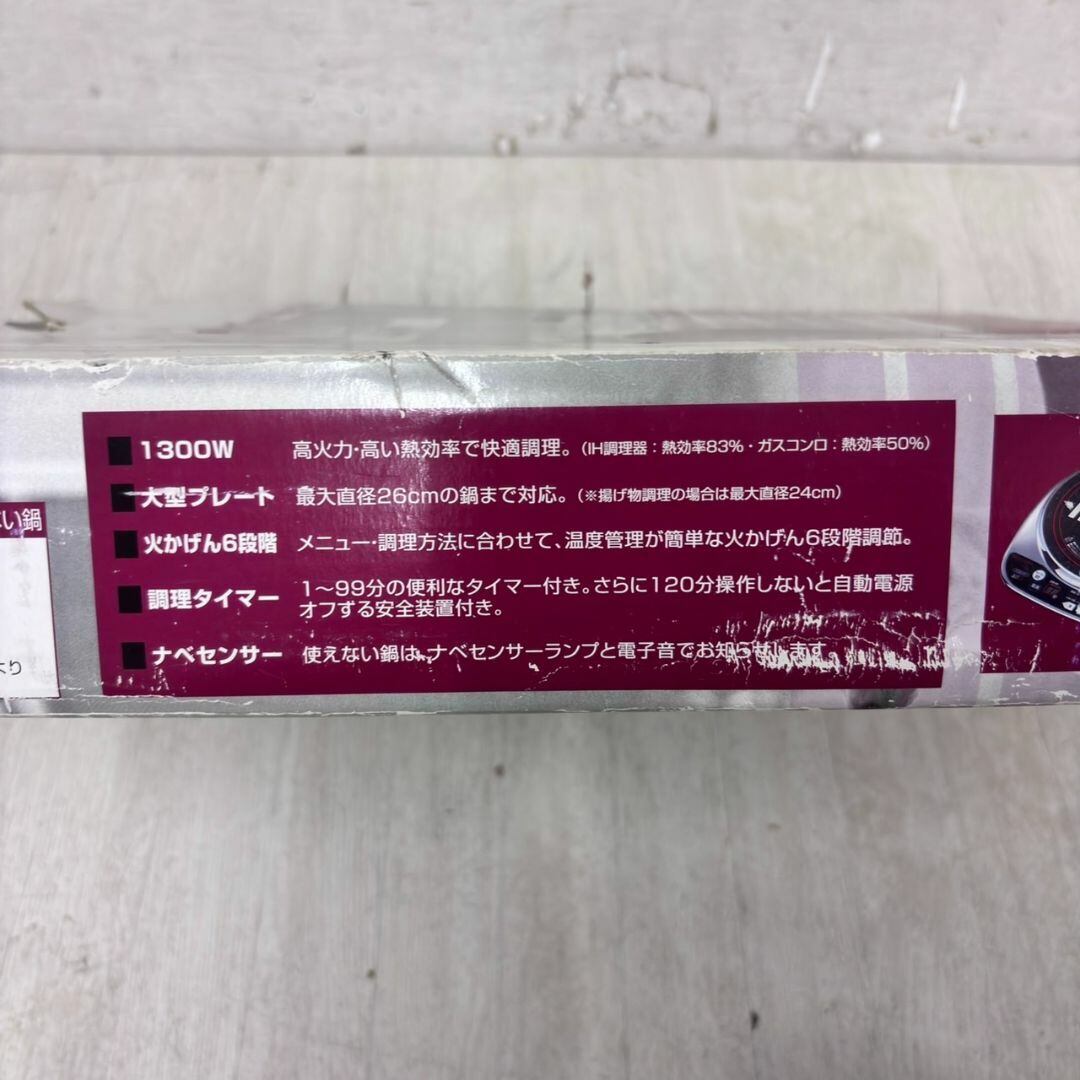 1300W 高火力・高い熱効率で快適調理。(IH調理器：熱効率83%・ガスコンロ：熱効率50%)
大型プレート 最大直径26cmの鍋まで対応。(※揚げ物調理の場合は最大直径24cm)
火かげん6段階 メニュー・調理方法に合わせて、温度管理が簡単な火かげん6段階調節。
調理タイマー 1～99分の便利なタイマー付き。さらに120分操作しないと自動電源
オフする安全装置付き。
ナベセンサー 使えない鍋は、ナベセンサーランプと電子音でお知らせします。
い鍋
より